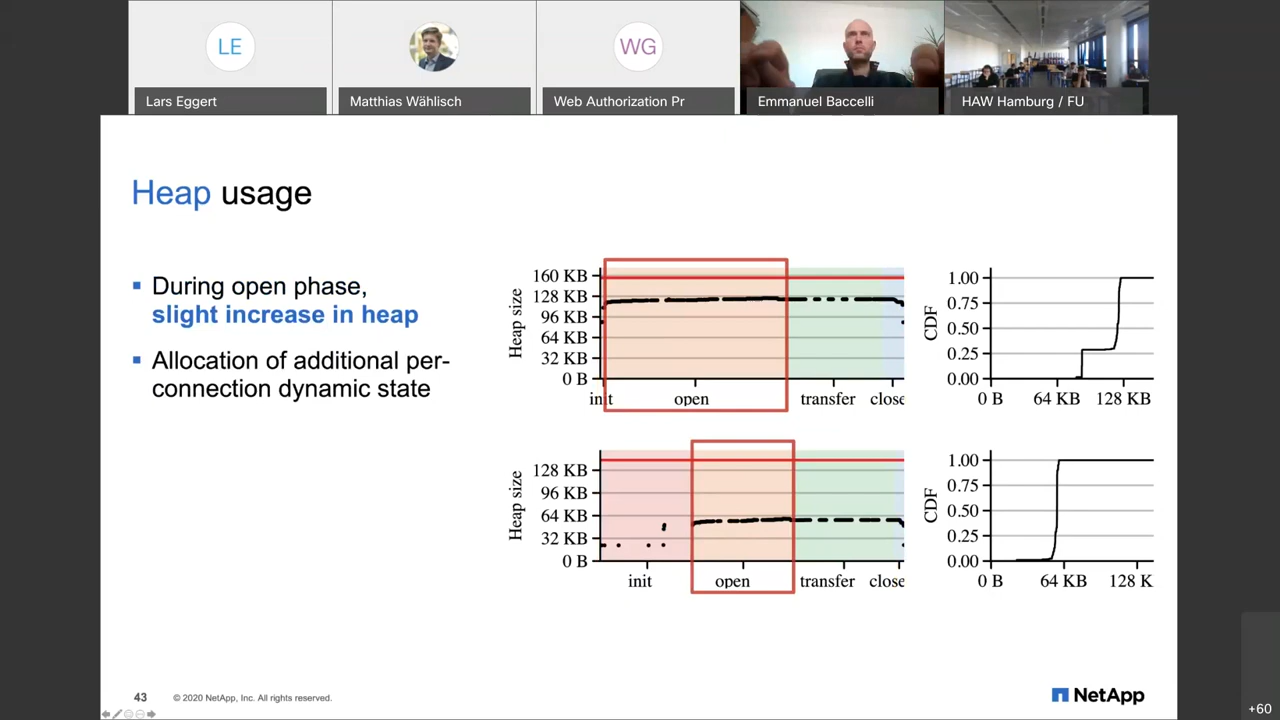 LE
WG
Lars Eggert
Matthias Wählisch
Web Authorization Pr
Emmanuel Baccelli
HAW Hamburg / FU
Heap usage
During open phase,
slight increase in heap
Allocation of additional per-
connection dynamic state
Heap size
160 KB
128 KB
96 KB
64 KB
32 KB
0 B
init
open
transfer
close
CDF
1.00
0.75
0.50
0.25
0.00
0 B
64 KB
128 KB
Heap size
128 KB
96 KB
64 KB
32 KB
0 B
init
open
transfer
close
CDF
1.00
0.75
0.50
0.25
0.00
0 B
64 KB
128 K
43
© 2020 NetApp, Inc. All rights reserved.
NetApp
+60